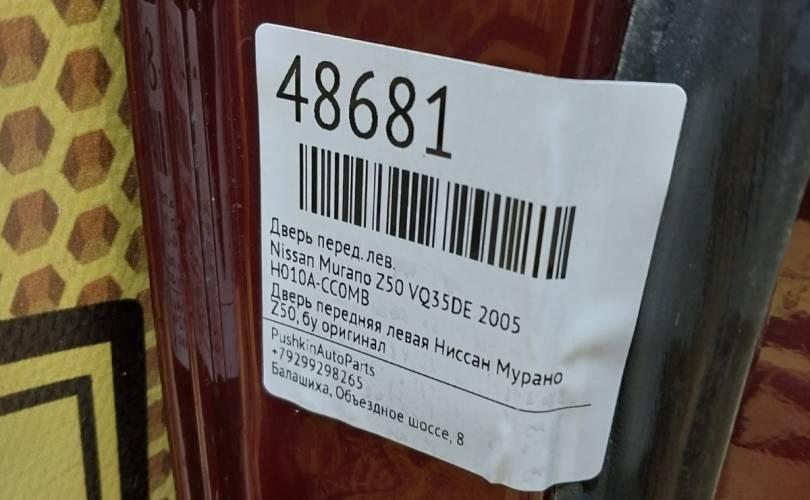 48681
Дверь перед. лев.
Nissan Murano Z50 VQ35DE 2005
H010A-CC0MB
Дверь передняя левая Ниссан Мурано
Z50, бу оригинал
PushkinAutoParts
+79299298265
Балашиха, Объездное шоссе, 8